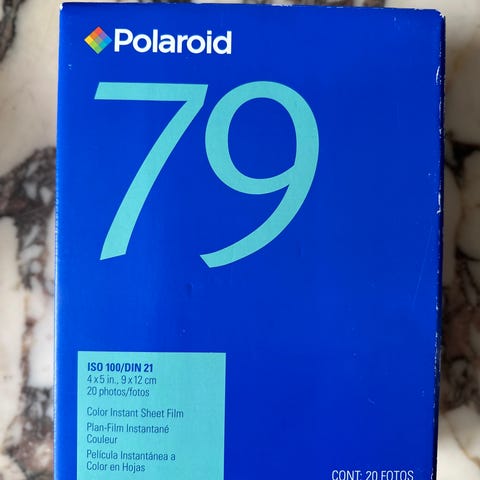 Polaroid
79
ISO 100/DIN 21
4 x 5 in., 9 x 12 cm
20 photos/fotos
Color Instant Sheet Film
Plan-Film Instantané
Couleur
Película Instantánea a
Color en Hojas
CONT: 20 FOTOS